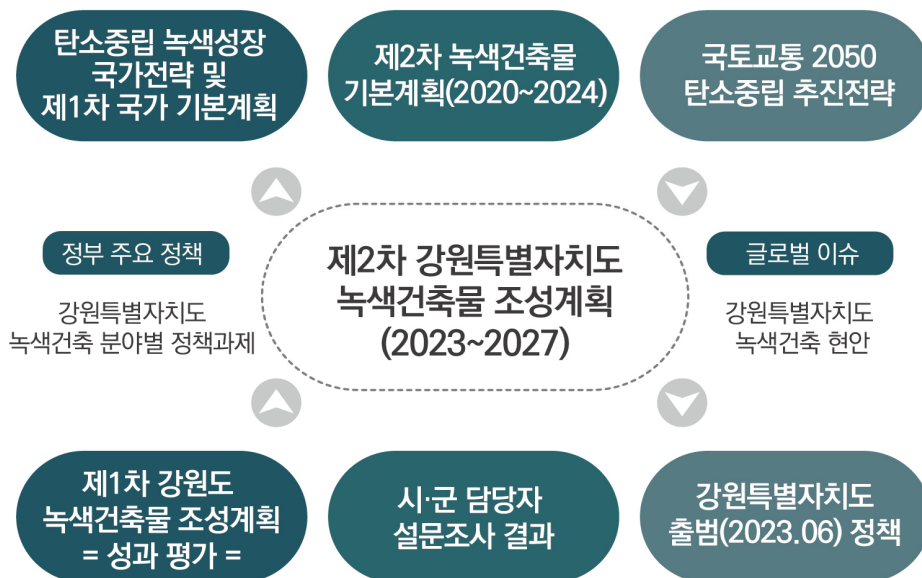 탄소중립 녹색성장
국가전략 및
제1차 국가 기본계획
제2차 녹색건축물
기본계획(2020~2024)
국토교통 2050
탄소중립 추진전략
정부 주요 정책
강원특별자치도
녹색건축 분야별 정책과제
제2차 강원특별자치도
녹색건축물 조성계획
(2023~2027)
글로벌 이슈
강원특별자치도
녹색건축 현안
제1차 강원도
녹색건축물 조성계획
= 성과 평가 =
시·군 담당자
설문조사 결과
강원특별자치도
출범(2023.06) 정책